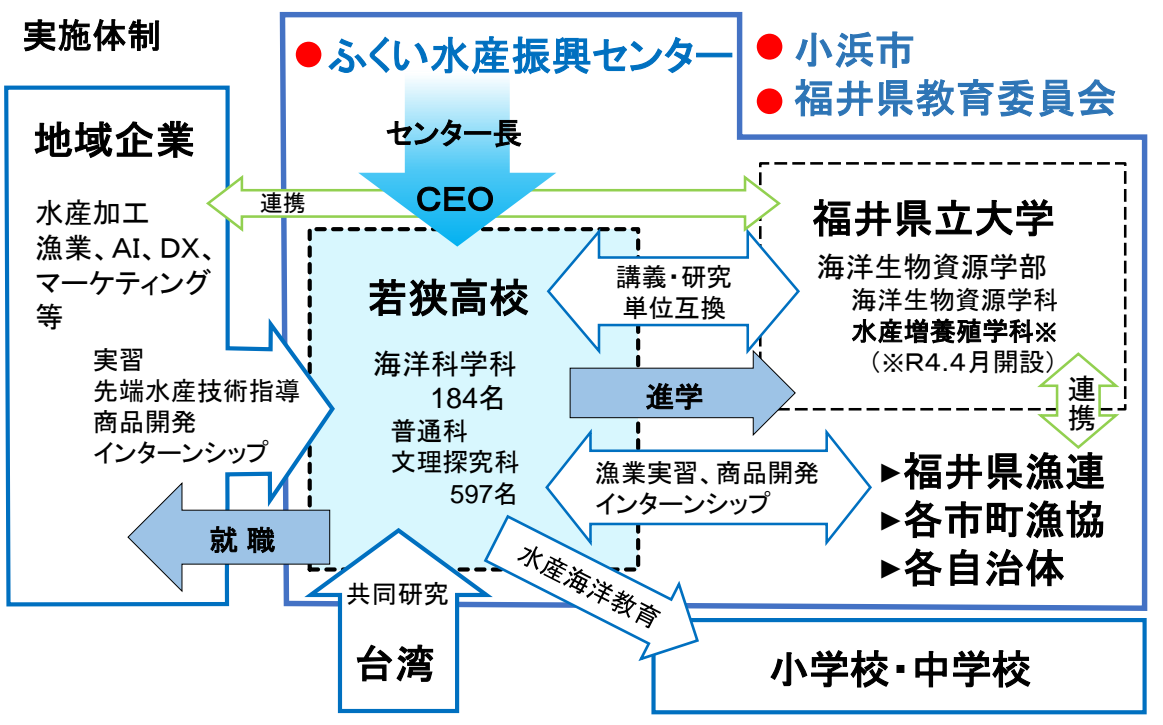 実施体制
●ふくい水産振興センター
●小浜市
●福井県教育委員会
センター長
CEO
地域企業
水産加工
漁業、AI、DX、
マーケティング
等
実習
先端水産技術指導
商品開発
インターンシップ
連携
若狭高校
海洋科学科
184名
普通科
文理探究科
597名
講義・研究
単位互換
進学
漁業実習、商品開発
インターンシップ
福井県立大学
海洋生物資源学部
海洋生物資源学科
水産増養殖学科※
(※R4.4月開設)
連携
▶福井県漁連
▶各市町漁協
▶各自治体
就職
共同研究
台湾
水産海洋教育
小学校・中学校